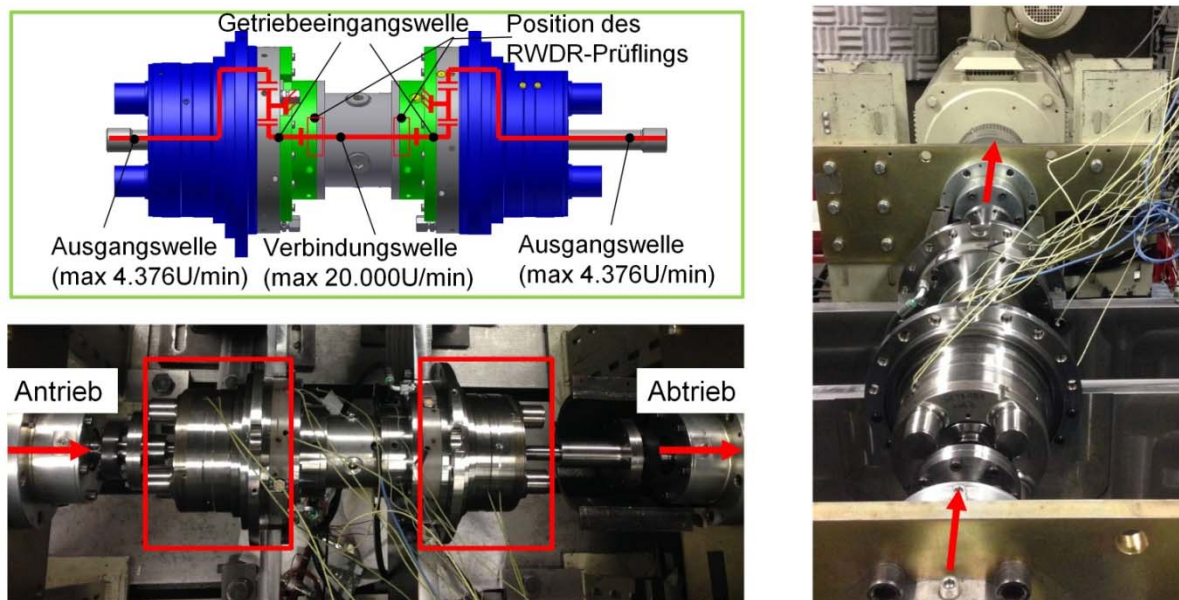 Getriebeeingangswelle
Position des
RWDR-Prüflings
Ausgangswelle
(max 4.376U/min)
Verbindungswelle
(max 20.000U/min)
Ausgangswelle
(max 4.376U/min)
Antrieb
Abtrieb